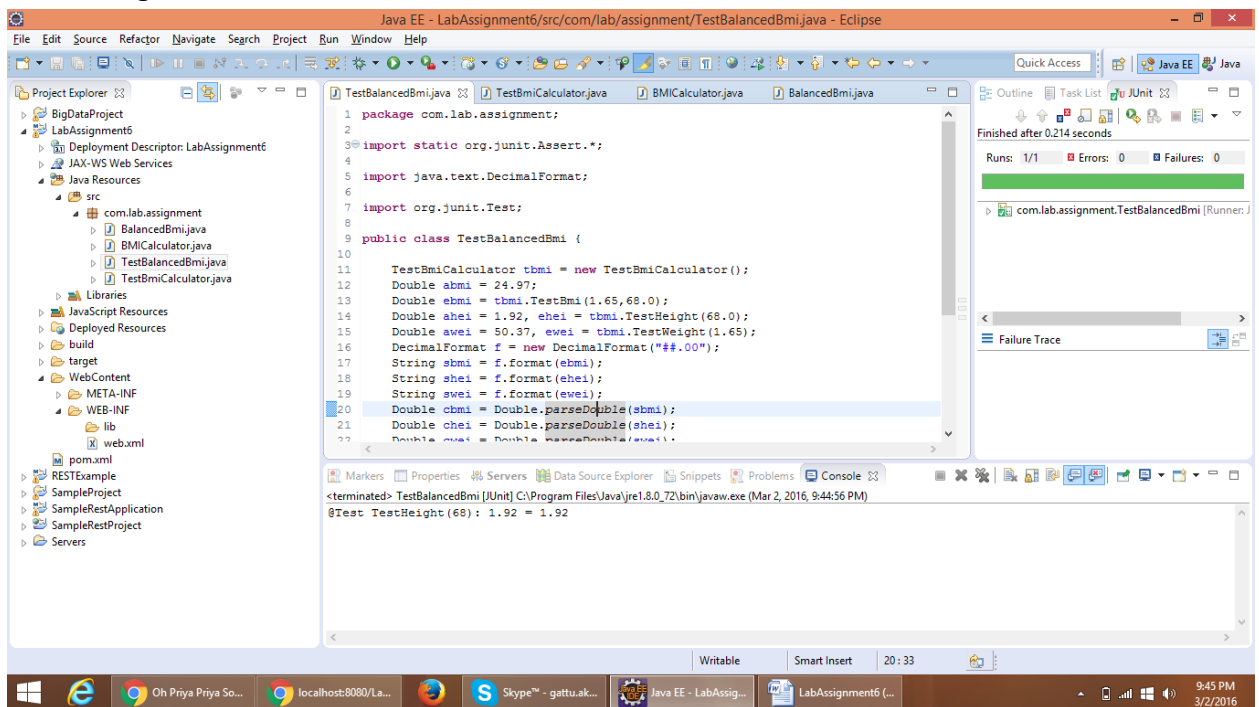 Java EE - LabAssignment6/src/com/lab/assignment/TestBalancedBmi.java - Eclipse
File Edit Source Refactor Navigate Search Project Run Window Help
Quick Access Java EE Java
Project Explorer
BigDataProject
LabAssignment6
Deployment Descriptor: LabAssignment6
JAX-WS Web Services
Java Resources
src
com.lab.assignment
BalancedBmi.java
BMICalculator.java
TestBalancedBmi.java
TestBmiCalculator.java
Libraries
JavaScript Resources
Deployed Resources
build
target
WebContent
META-INF
WEB-INF
lib
web.xml
pom.xml
RESTExample
SampleProject
SampleRestApplication
SampleRestProject
Servers
TestBalancedBmi.java TestBmiCalculator.java BMICalculator.java BalancedBmi.java
1 package com.lab.assignment;
2
3 import static org.junit.Assert.*;
4
5 import java.text.DecimalFormat;
6
7 import org.junit.Test;
8
9 public class TestBalancedBmi {
10
11 TestBmiCalculator tbmi = new TestBmiCalculator();
12 Double abmi = 24.97;
13 Double ebmi = tbmi.TestBmi(1.65,68.0);
14 Double ahei = 1.92, ehei = tbmi.TestHeight(68.0);
15 Double awei = 50.37, ewei = tbmi.TestWeight(1.65);
16 DecimalFormat f = new DecimalFormat("##.00");
17 String sbmi = f.format(ebmi);
18 String shei = f.format(ehei);
19 String swei = f.format(ewei);
20 Double cbmi = Double.parseDouble(sbmi);
21 Double chei = Double.parseDouble(shei);
22 Double cwei = Double.parseDouble(swei);
Outline Task List JUnit
Finished after 0.214 seconds
Runs: 1/1 Errors: 0 Failures: 0
com.lab.assignment.TestBalancedBmi [Runner: J
Failure Trace
Markers Properties Servers Data Source Explorer Snippets Problems Console
<terminated> TestBalancedBmi [JUnit] C:\Program Files\Java\jre1.8.0_72\bin\javaw.exe (Mar 2, 2016, 9:44:56 PM)
@Test TestHeight(68): 1.92 = 1.92
Writable Smart Insert 20 : 33
Oh Priya Priya So... localhost:8080/La... Skype™ - gattu.ak... Java EE - LabAssig... LabAssignment6 (...
9:45 PM
3/2/2016